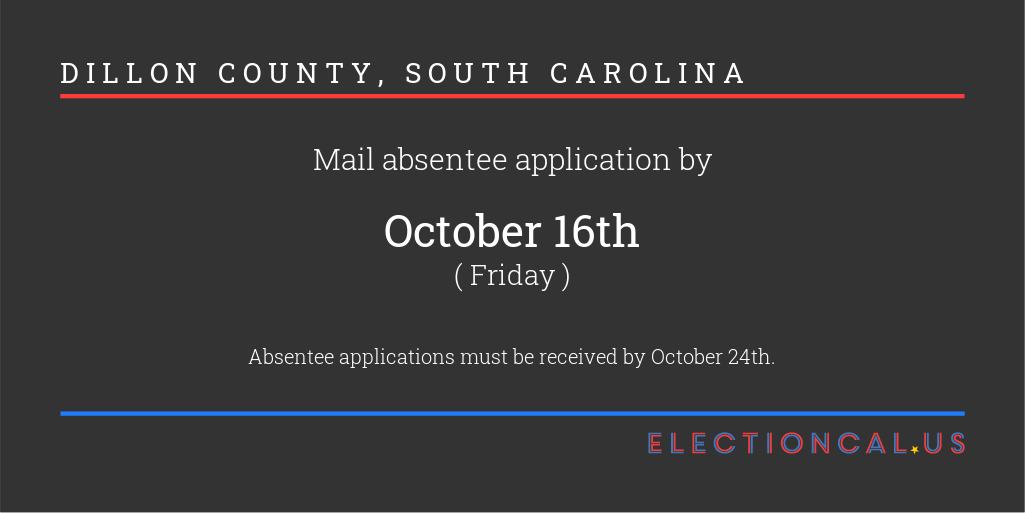 DILLON COUNTY, SOUTH CAROLINA
Mail absentee application by
October 16th
( Friday )
Absentee applications must be received by October 24th.
ELECTIONCAL.US